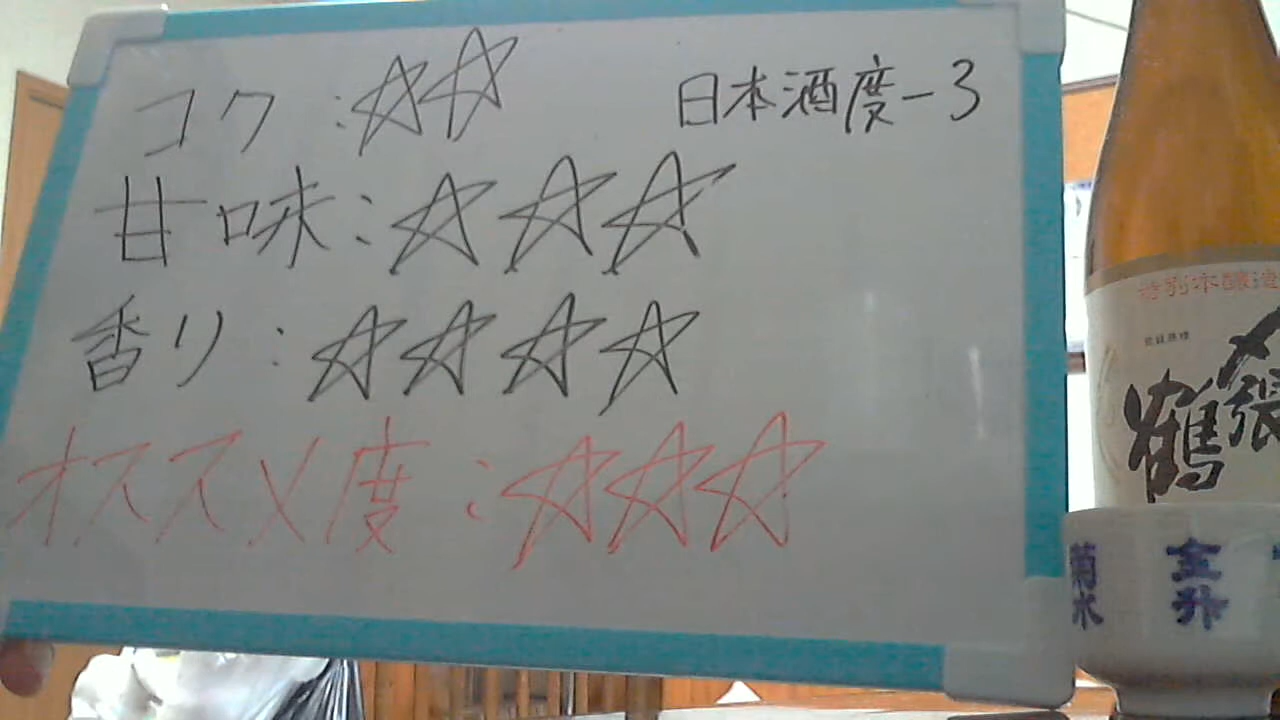 コク：☆☆
日本酒度－3
甘味：☆☆☆
香り：☆☆☆☆
オススメ度：☆☆☆
特別本醸造
〆張
鶴
菊水
金升